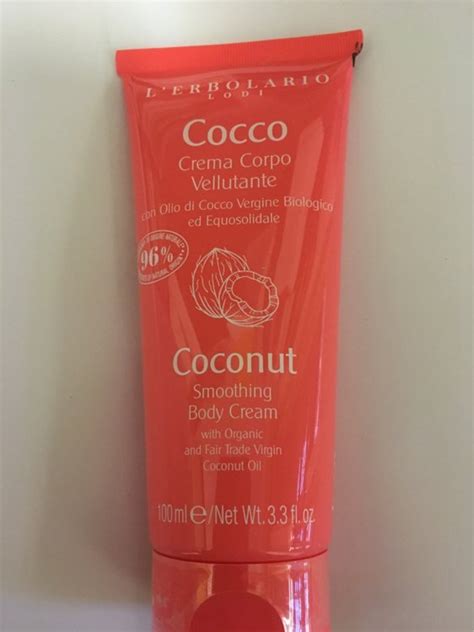 L'ERBOLARIO
LODI
Cocco
Crema Corpo
Vellutante
con Olio di Cocco Vergine Biologico
ed Equosolidale
96%
Coconut
Smoothing
Body Cream
with Organic
and Fair Trade Virgin
Coconut Oil
100 ml e/Net Wt. 3.3 fl. oz